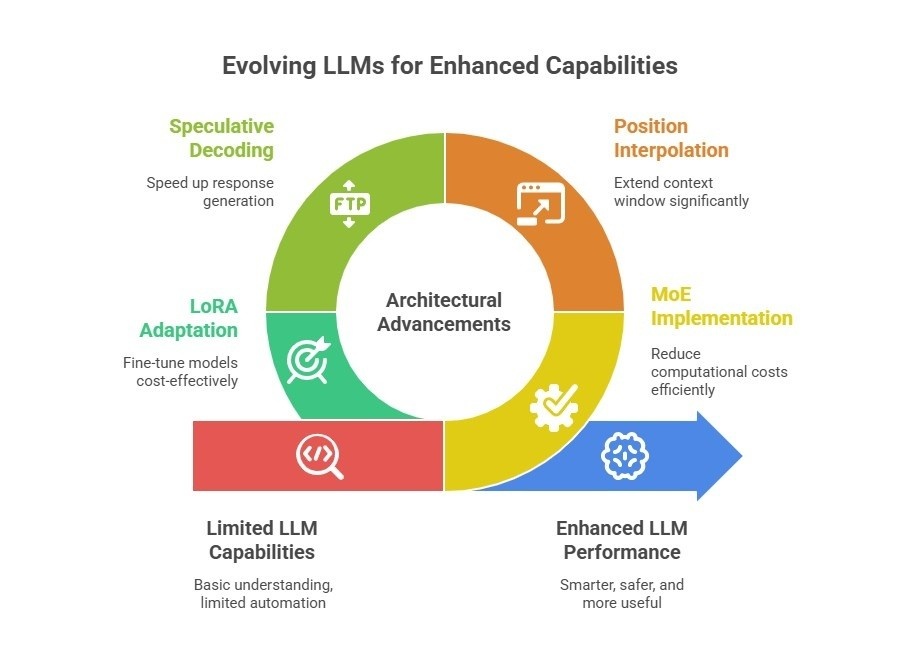 Evolving LLMs for Enhanced Capabilities
Speculative
Decoding
Speed up response
generation
FTP
Position
Interpolation
Extend context
window significantly
LoRA
Adaptation
Fine-tune models
cost-effectively
Architectural
Advancements
MoE
Implementation
Reduce
computational costs
efficiently
</>
Limited LLM
Capabilities
Basic understanding,
limited automation
Enhanced LLM
Performance
Smarter, safer, and
more useful